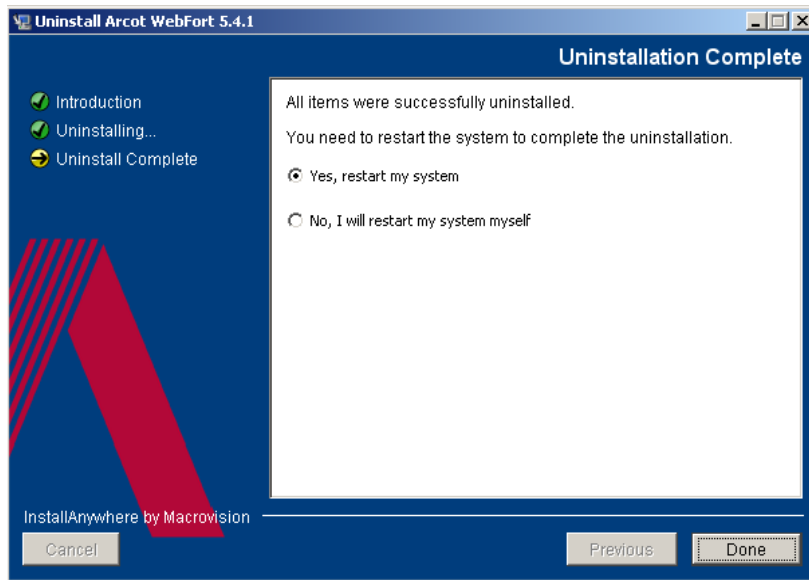 Uninstall Arcot WebFort 5.4.1
Uninstallation Complete
Introduction
Uninstalling...
Uninstall Complete
All items were successfully uninstalled.
You need to restart the system to complete the uninstallation.
Yes, restart my system
No, I will restart my system myself
InstallAnywhere by Macrovision
Cancel
Previous
Done